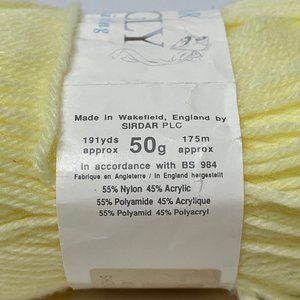 Made in Wakefield, England by
SIRDAR PLC
191yds approx 50g 175m approx
in accordance with BS 984
Fabrique en Angleterre / In England hergestellt
55% Nylon 45% Acrylic
55% Polyamide 45% Acrylique
55% Polyamid 45% Polyacryl